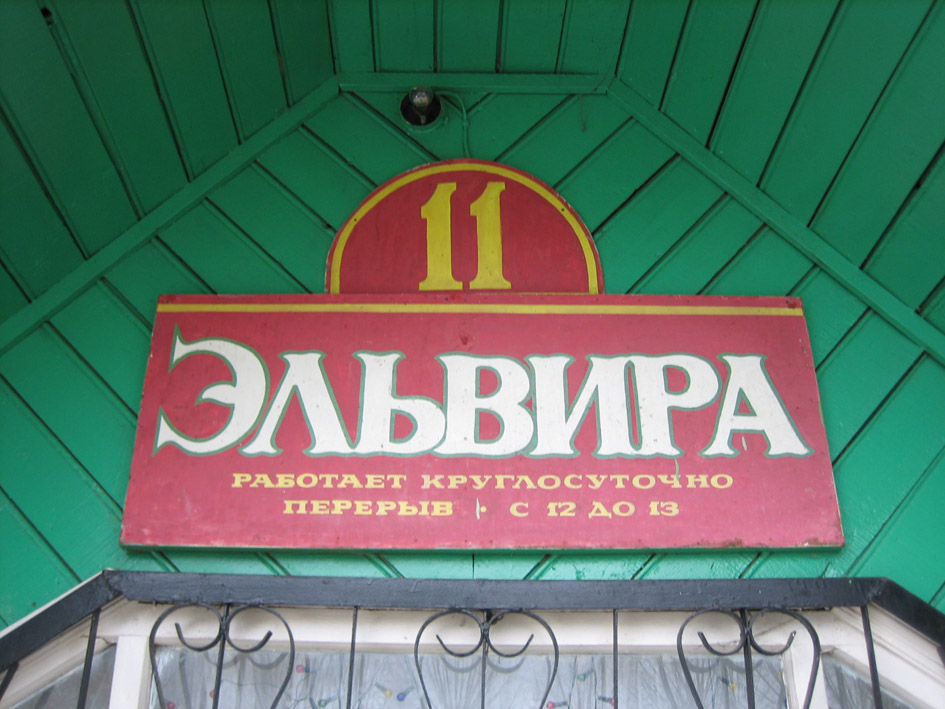 11
ЭЛЬВИРА
РАБОТАЕТ КРУГЛОСУТОЧНО
ПЕРЕРЫВ · С 12 ДО 13